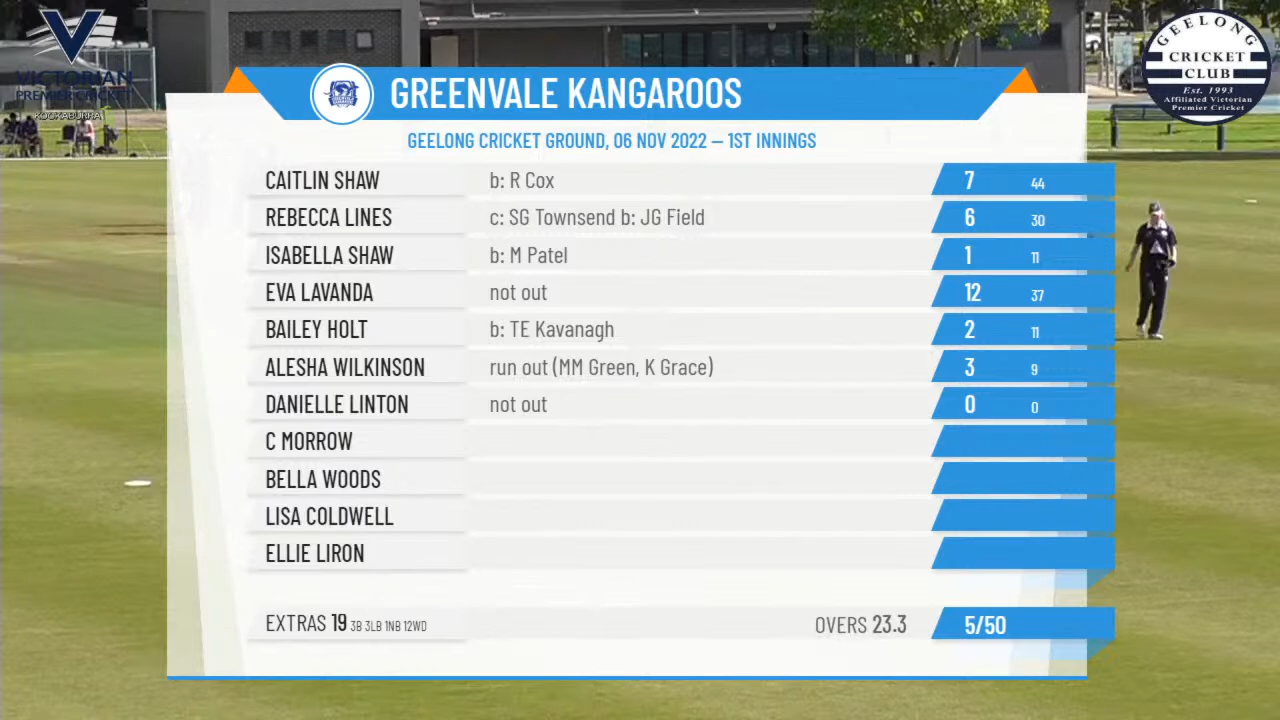 VICTORIAN
PREMIER CRICKET
KOOKABURRA
GEELONG
CRICKET
CLUB
Est. 1993
Affiliated Victorian
Premier Cricket
GREENVALE KANGAROOS
GEELONG CRICKET GROUND, 06 NOV 2022 – 1ST INNINGS
CAITLIN SHAW b: R Cox 7 44
REBECCA LINES c: SG Townsend b: JG Field 6 30
ISABELLA SHAW b: M Patel 1 11
EVA LAVANDA not out 12 37
BAILEY HOLT b: TE Kavanagh 2 11
ALESHA WILKINSON run out (MM Green, K Grace) 3 9
DANIELLE LINTON not out 0 0
C MORROW
BELLA WOODS
LISA COLDWELL
ELLIE LIRON
EXTRAS 19 3B 3LB 1NB 12WD OVERS 23.3 5/50